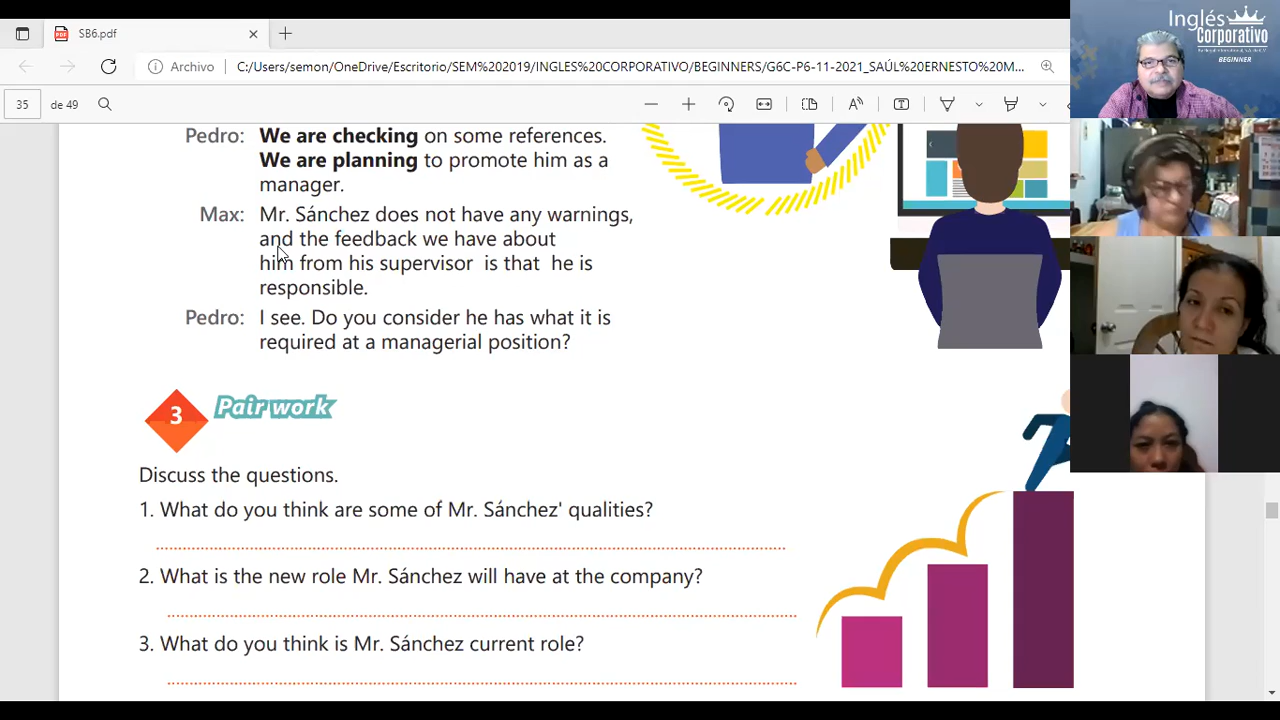 SB6.pdf
Archivo
C:/Users/semon/OneDrive/Escritorio/SEM%202019/INGLES%20CORPORATIVO/BEGINNERS/G6C-P6-11-2021_SAÚL%20ERNESTO%20M...
35
de 49
Pedro: We are checking on some references.
We are planning to promote him as a
manager.
Max: Mr. Sánchez does not have any warnings,
and the feedback we have about
him from his supervisor is that he is
responsible.
Pedro: I see. Do you consider he has what it is
required at a managerial position?
3 Pair work
Discuss the questions.
1. What do you think are some of Mr. Sánchez' qualities?
2. What is the new role Mr. Sánchez will have at the company?
3. What do you think is Mr. Sánchez current role?
Inglés
Corporativo
BEGINNER